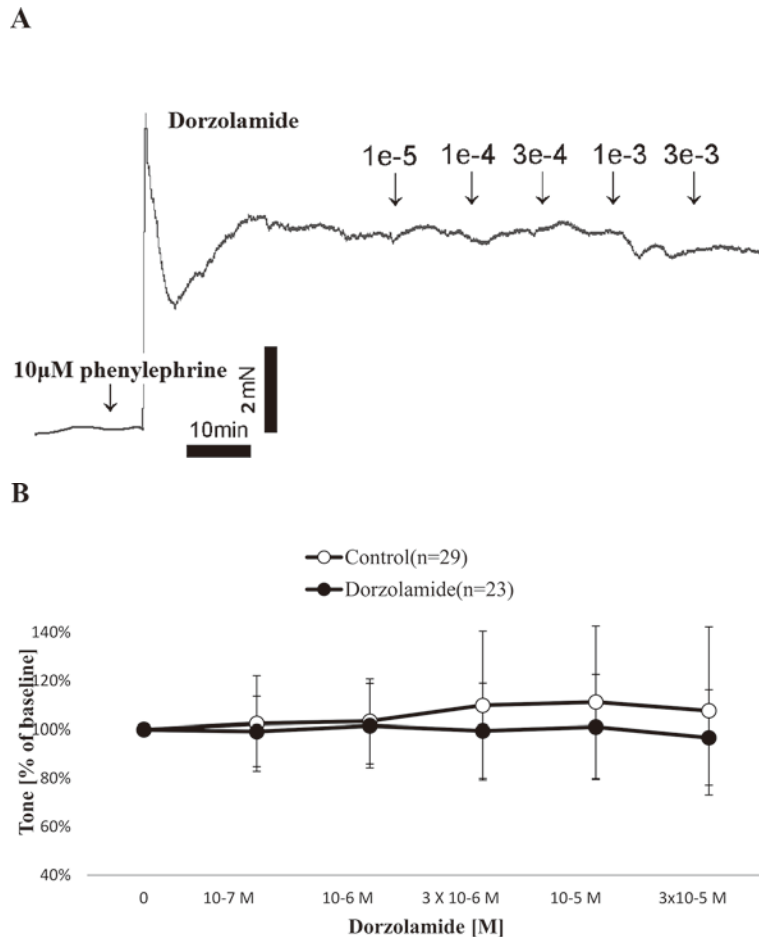 A
Dorzolamide
1e-5 1e-4 3e-4 1e-3 3e-3
10µM phenylephrine
2 mN
10min
B
Control(n=29)
Dorzolamide(n=23)
140%
120%
100%
80%
60%
40%
Tone [% of baseline]
0 10-7 M 10-6 M 3 X 10-6 M 10-5 M 3x10-5 M
Dorzolamide [M]